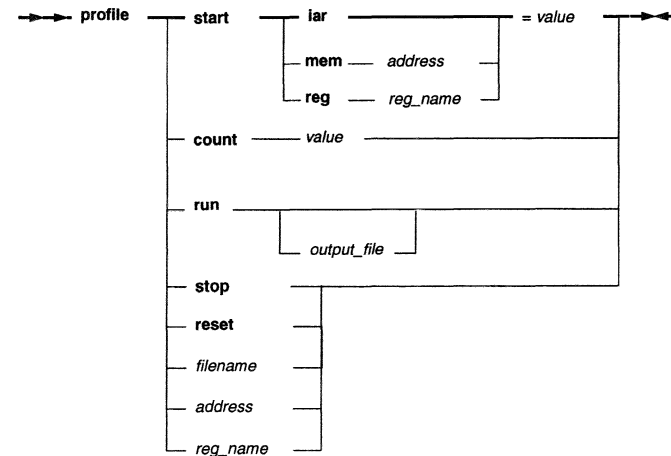 profile start iar = value
mem address
reg reg_name
count value
run
output_file
stop
reset
filename
address
reg_name